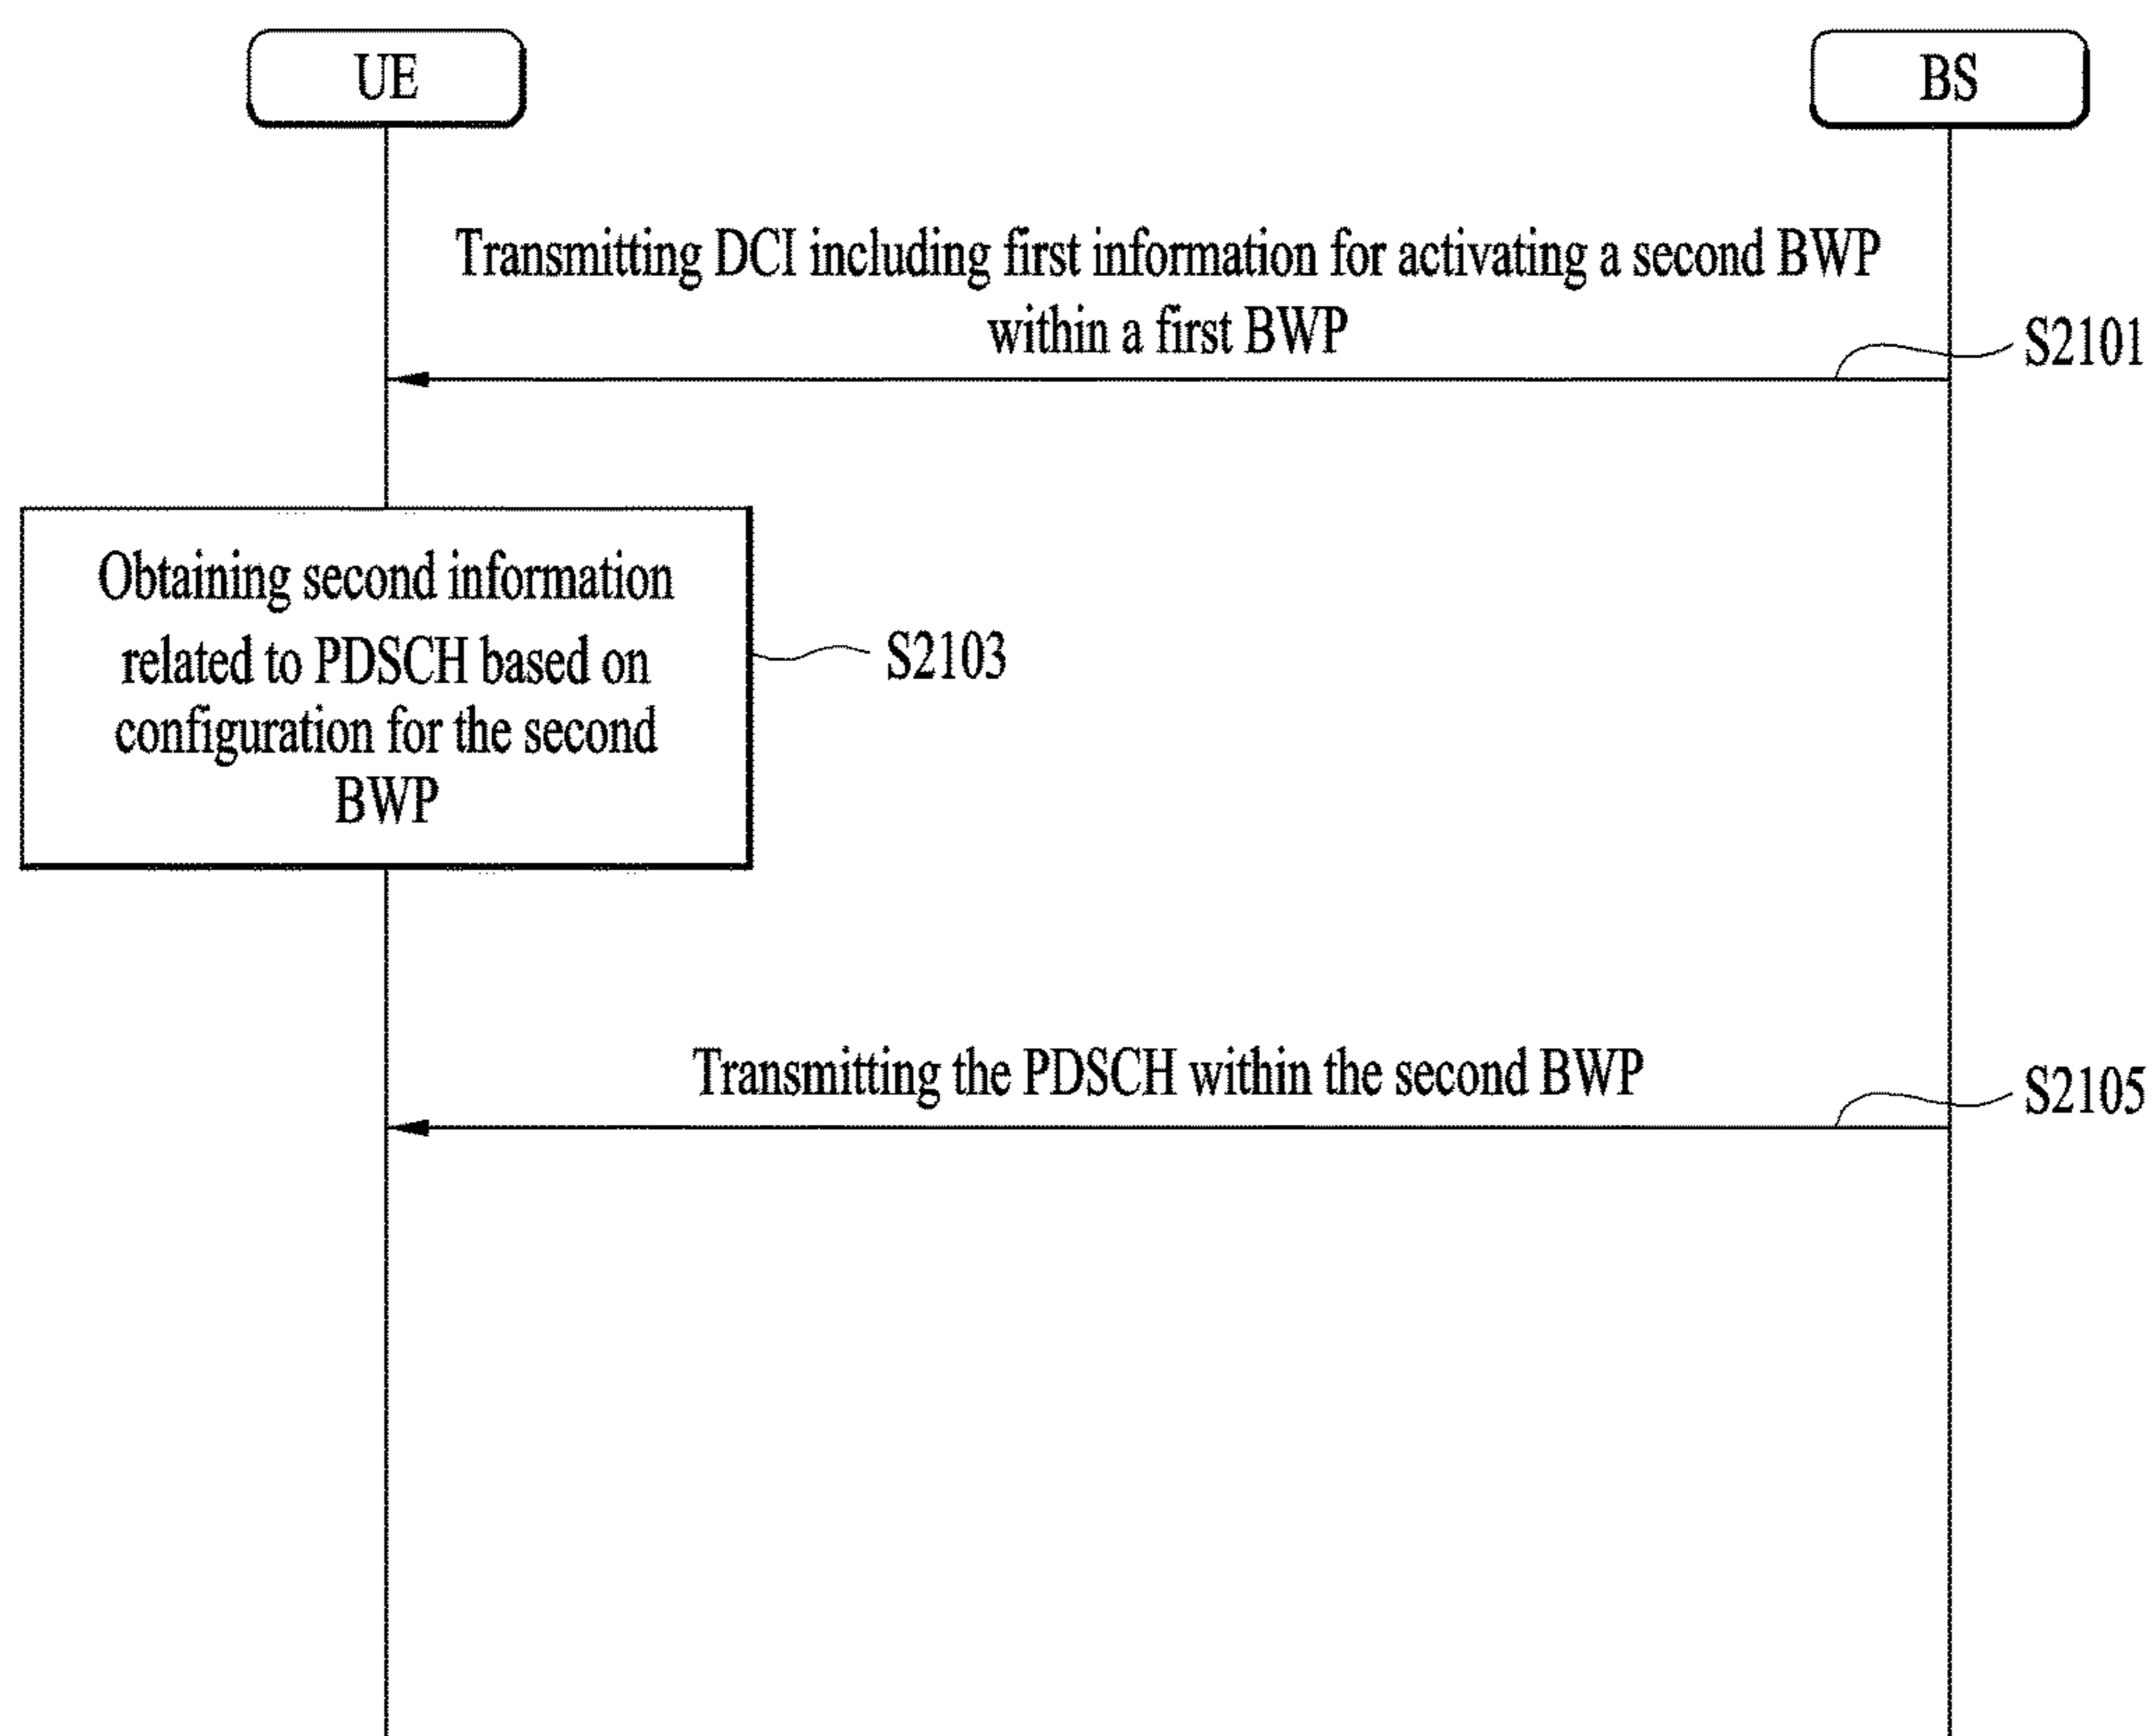 UE
BS
Transmitting DCI including first information for activating a second BWP
within a first BWP
S2101
Obtaining second information
related to PDSCH based on
configuration for the second
BWP
S2103
Transmitting the PDSCH within the second BWP
S2105